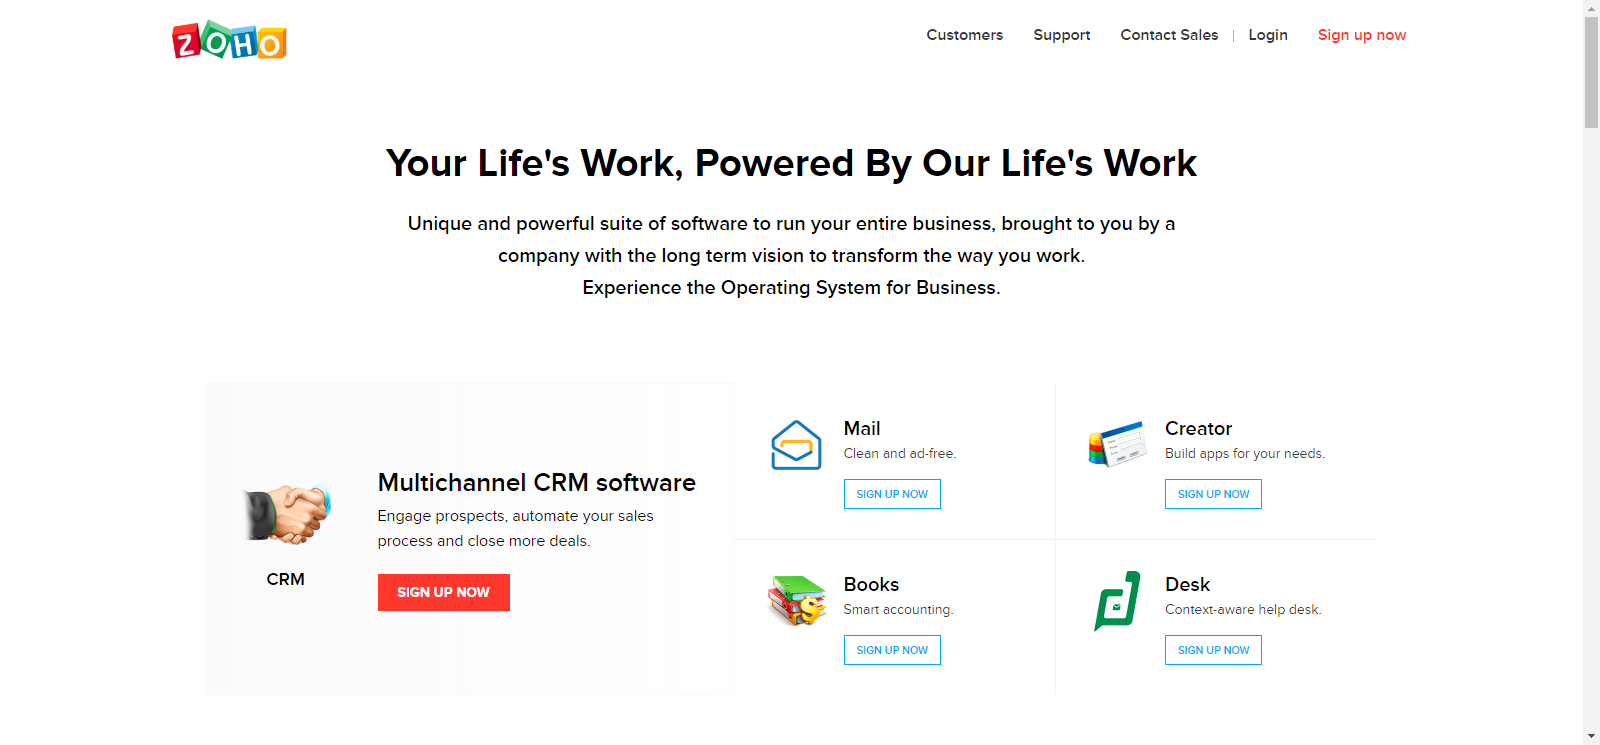 ZOHO
Customers Support Contact Sales | Login Sign up now
Your Life's Work, Powered By Our Life's Work
Unique and powerful suite of software to run your entire business, brought to you by a
company with the long term vision to transform the way you work.
Experience the Operating System for Business.
CRM
Multichannel CRM software
Engage prospects, automate your sales
process and close more deals.
SIGN UP NOW
Mail
Clean and ad-free.
SIGN UP NOW
Creator
Build apps for your needs.
SIGN UP NOW
Books
Smart accounting.
SIGN UP NOW
Desk
Context-aware help desk.
SIGN UP NOW